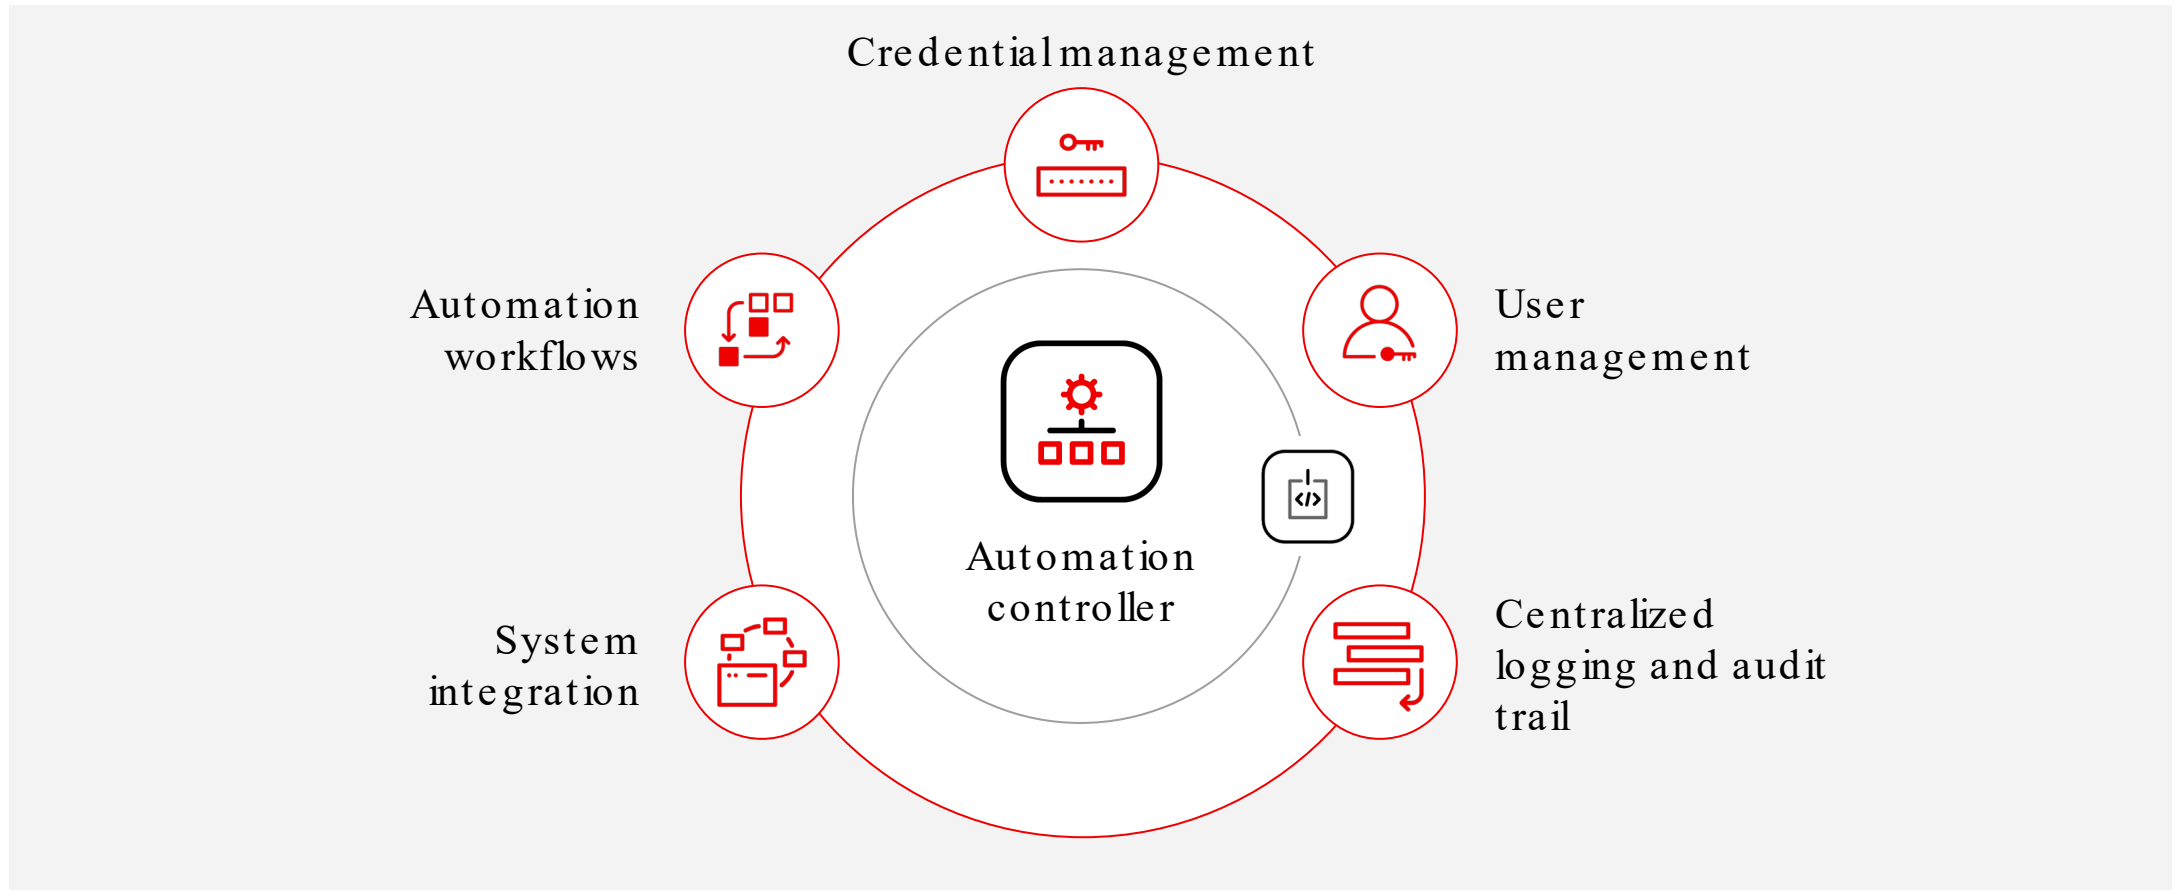 Credential management
Automation
workflows
User
management
Automation
controller
</>
System
integration
Centralized
logging and audit
trail